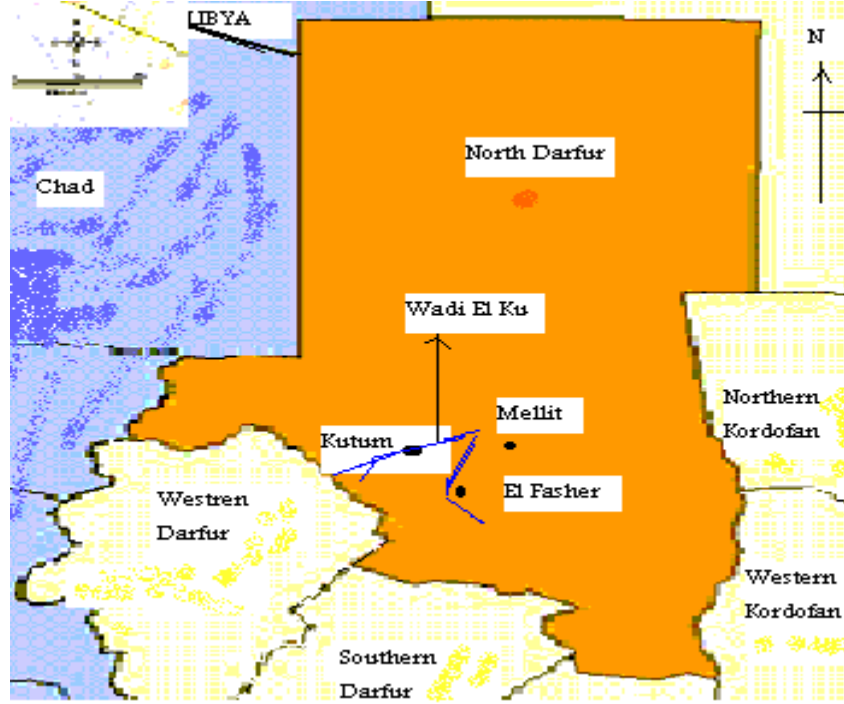 LIBYA
N
North Darfur
Chad
Wadi El Ku
Northern
Kordofan
Mellit
Kutum
El Fasher
Westren
Darfur
Western
Kordofan
Southern
Darfur